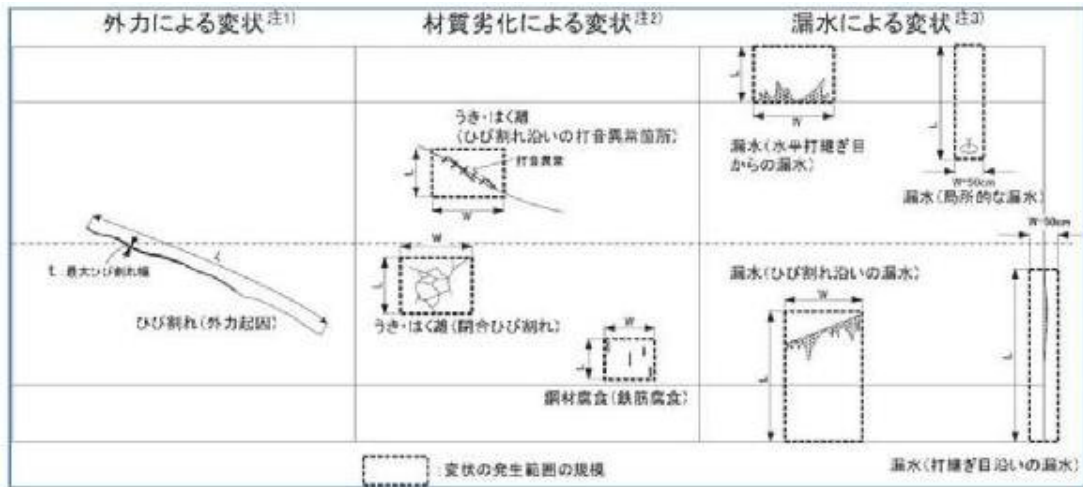 外力による変状注1)
材質劣化による変状注2)
漏水による変状注3)
t:最大ひび割れ幅
L
ひび割れ(外力起因)
うき・はく離
(ひび割れ沿いの打音異常箇所)
打音異常
L
W
W
L
うき・はく離(閉合ひび割れ)
W
L
鋼材腐食(鉄筋腐食)
L
W
漏水(水平打継ぎ目
からの漏水)
L
W=50cm
漏水(局所的な漏水)
W=50cm
漏水(ひび割れ沿いの漏水)
W
L
L
漏水(打継ぎ目沿いの漏水)
:変状の発生範囲の規模